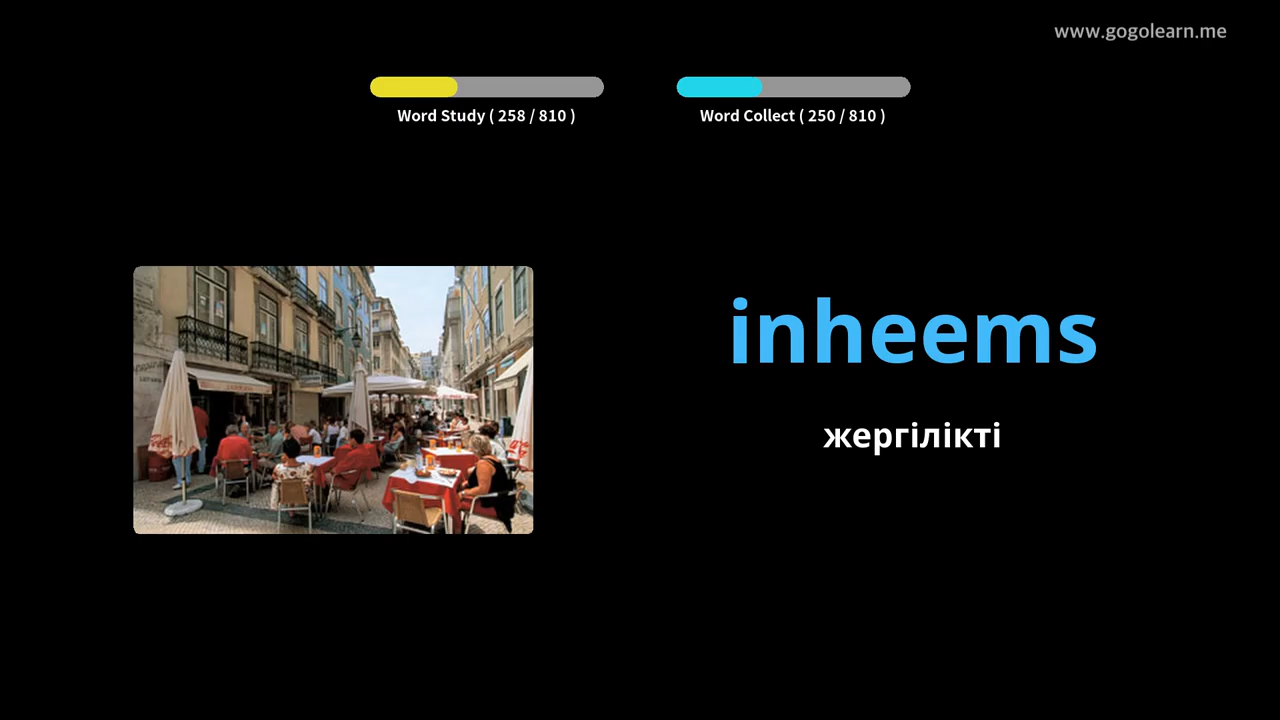 www.gogolearn.me
Word Study ( 258 / 810 )
Word Collect ( 250 / 810 )
inheems
жергілікті